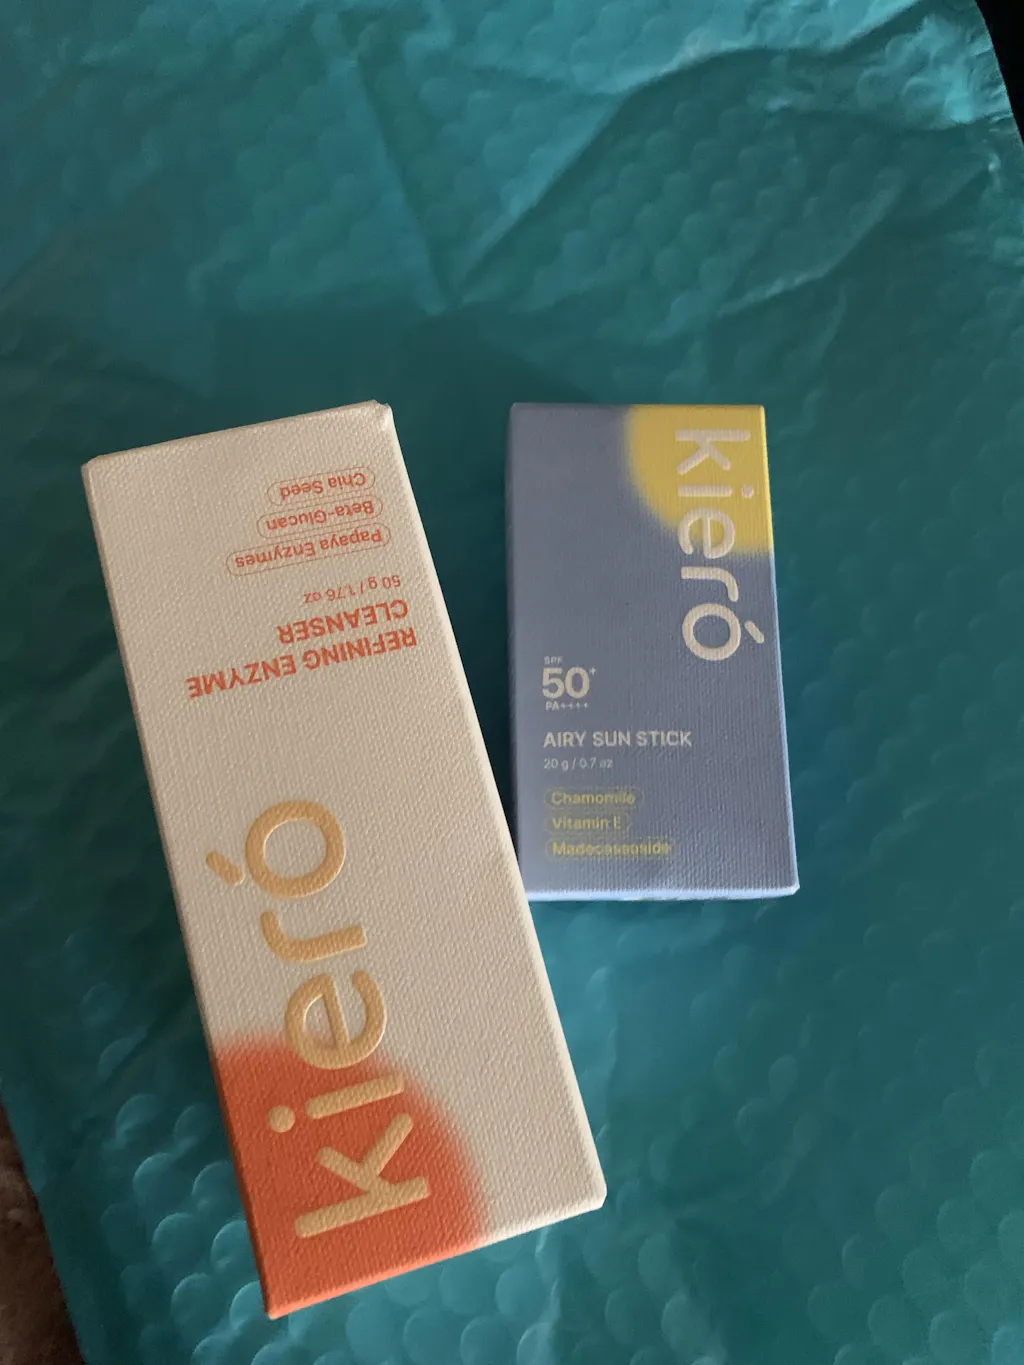 kieró
REFINING ENZYME
CLEANSER
50 g / 1.76 oz
Papaya Enzymes
Beta-Glucan
Chia Seed
kieró
SPF
50+
PA++++
AIRY SUN STICK
20 g / 0.7 oz
Chamomile
Vitamin E
Madecassoside